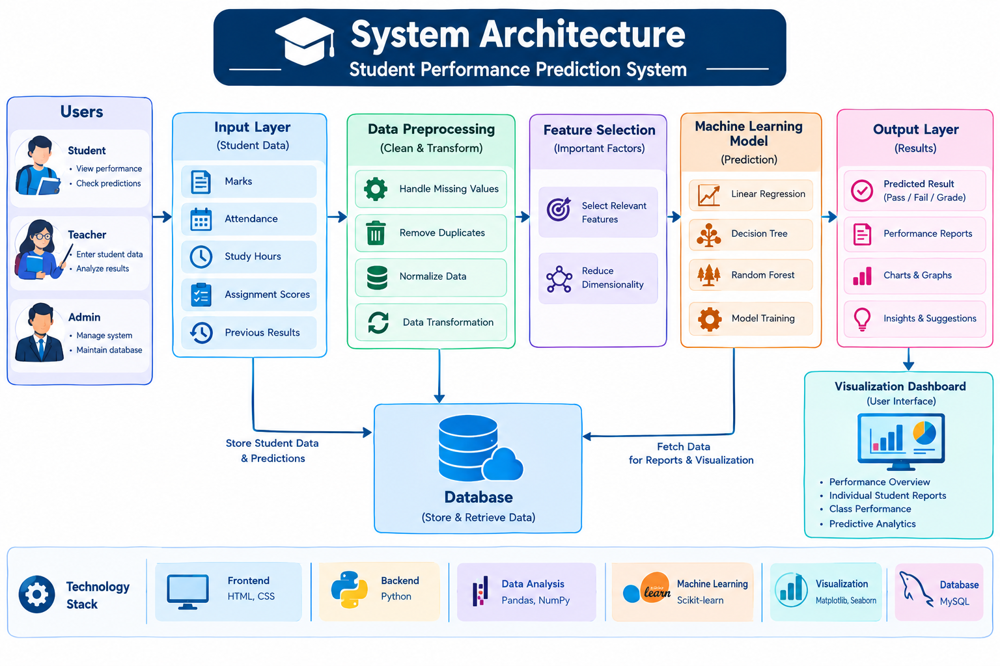 System Architecture
Student Performance Prediction System
Users
Student
• View performance
• Check predictions
Teacher
• Enter student data
• Analyze results
Admin
• Manage system
• Maintain database
Input Layer
(Student Data)
Marks
Attendance
Study Hours
Assignment Scores
Previous Results
Data Preprocessing
(Clean & Transform)
Handle Missing Values
Remove Duplicates
Normalize Data
Data Transformation
Feature Selection
(Important Factors)
Select Relevant
Features
Reduce
Dimensionality
Machine Learning
Model
(Prediction)
Linear Regression
Decision Tree
Random Forest
Model Training
Output Layer
(Results)
Predicted Result
(Pass / Fail / Grade)
Performance Reports
Charts & Graphs
Insights & Suggestions
Store Student Data
& Predictions
Database
(Store & Retrieve Data)
Fetch Data
for Reports & Visualization
Visualization Dashboard
(User Interface)
• Performance Overview
• Individual Student Reports
• Class Performance
• Predictive Analytics
Technology
Stack
Frontend
HTML, CSS
Backend
Python
Data Analysis
Pandas, NumPy
learn
Machine Learning
Scikit-learn
Visualization
Matplotlib, Seaborn
Database
MySQL